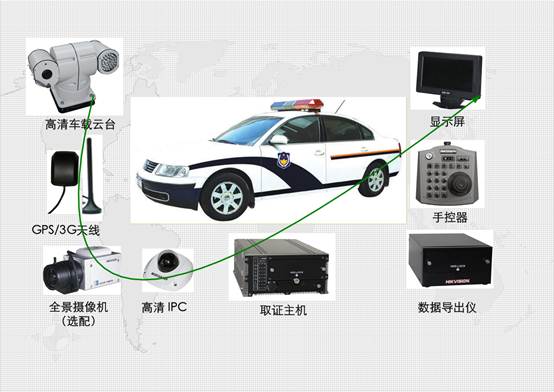 高清车载云台
显示屏
手控器
GPS/3G天线
全景摄像机
（选配）
高清 IPC
取证主机
HIKVISION
数据导出仪